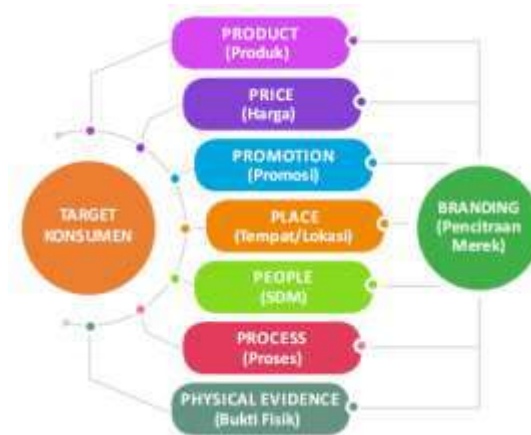 PRODUCT
(Produk)
PRICE
(Harga)
PROMOTION
(Promosi)
TARGET
KONSUMEN
PLACE
(Tempat/Lokasi)
BRANDING
(Pencitraan
Merek)
PEOPLE
(SDM)
PROCESS
(Proses)
PHYSICAL EVIDENCE
(Bukti Fisik)